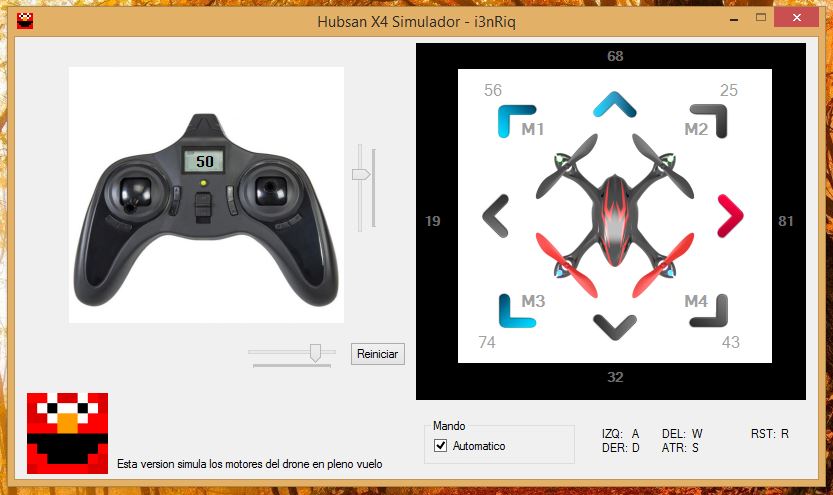 Hubsan X4 Simulador - i3nRiq
68
56
25
M1
M2
50
19
81
M3
M4
74
43
32
Reiniciar
Mando
Automatico
IZQ: A DEL: W RST: R
DER: D ATR: S
Esta version simula los motores del drone en pleno vuelo